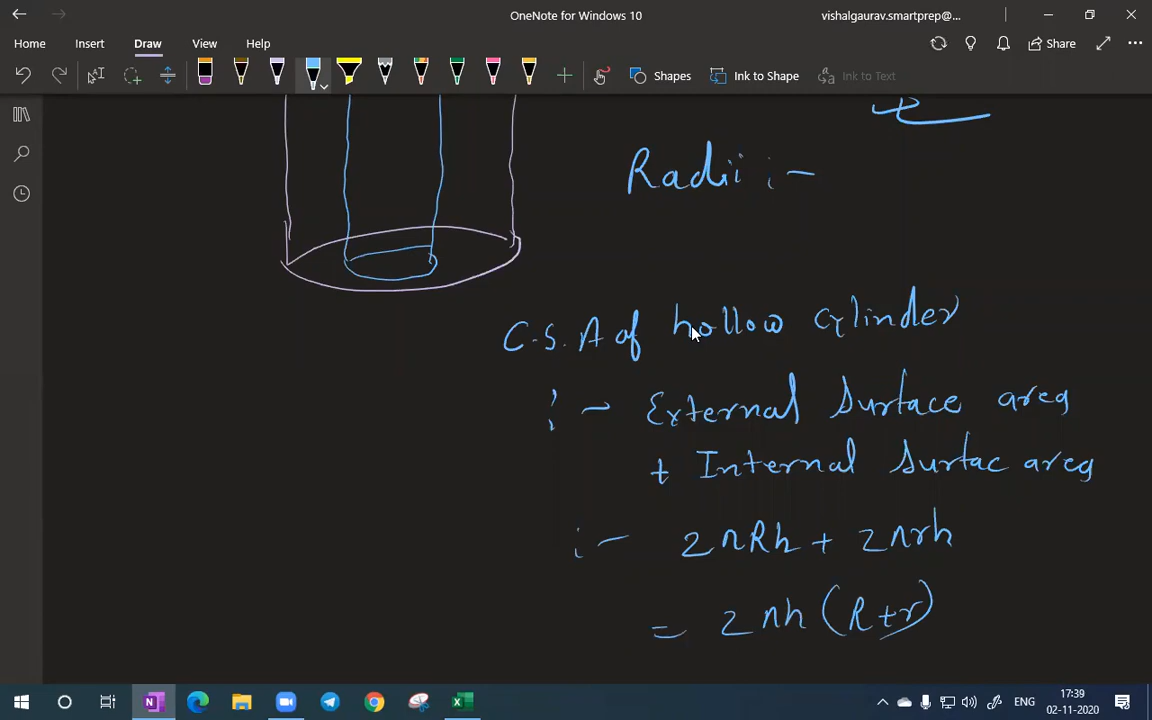 OneNote for Windows 10
vishalgaurav.smartprep@...
Home Insert Draw View Help
Share
Shapes Ink to Shape Ink to Text
Radii :-
C.S.A of hollow cylinder
:- External Surface area
+ Internal Surfac area
:- 2πRh + 2πrh
= 2πh (R+r)
ENG
17:39
02-11-2020